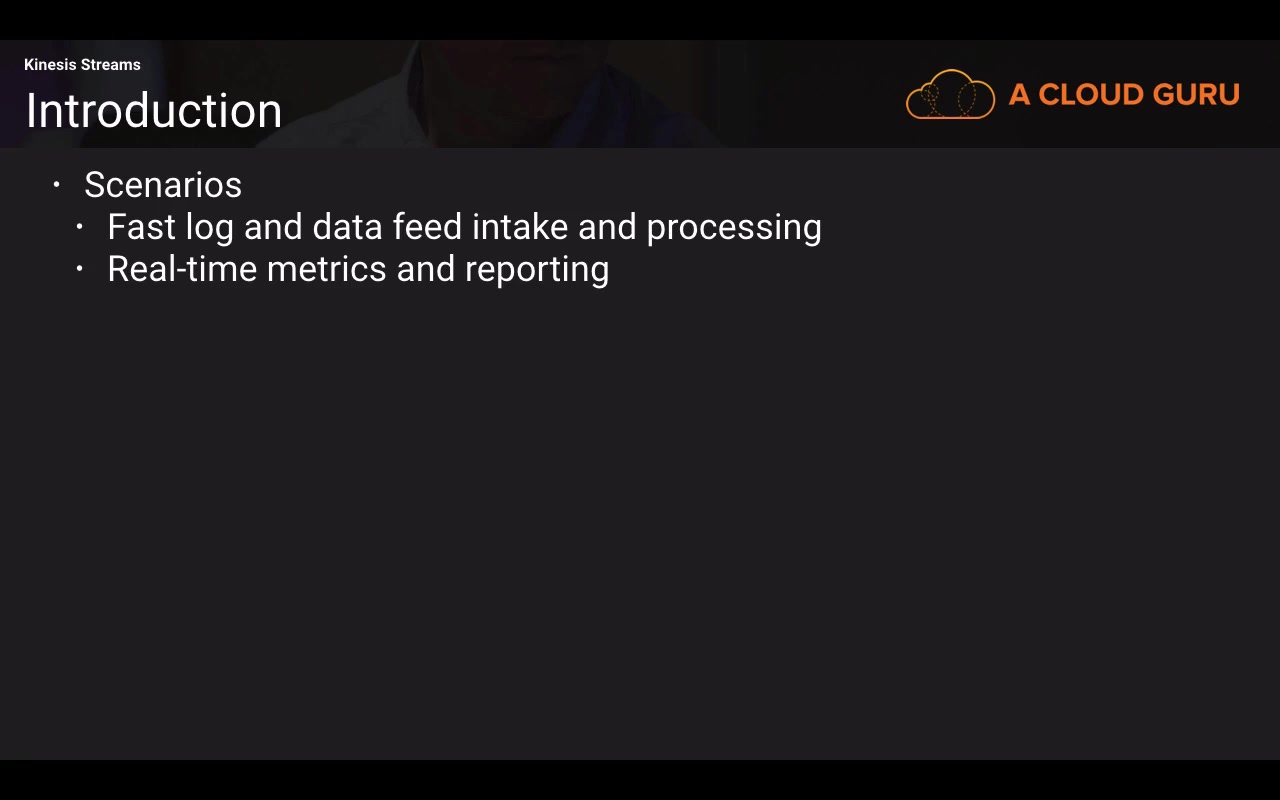 Kinesis Streams
Introduction
A CLOUD GURU
• Scenarios
• Fast log and data feed intake and processing
• Real-time metrics and reporting